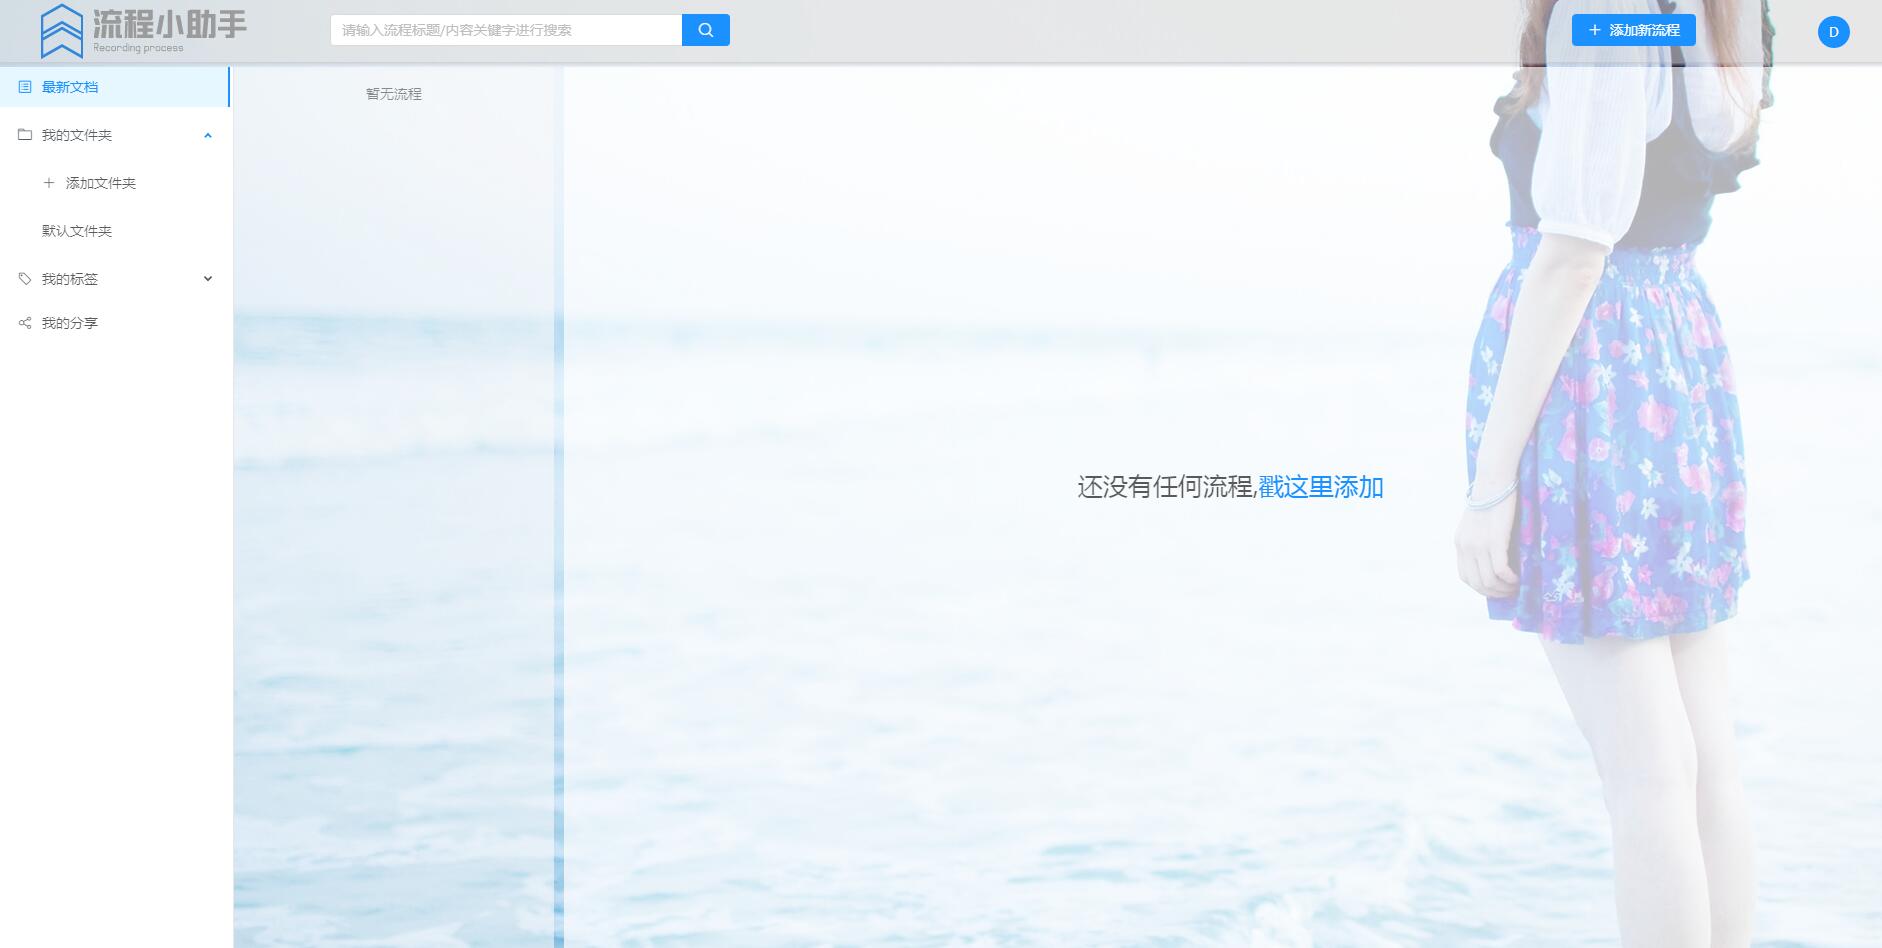 流程小助手
Recording process
请输入流程标题/内容关键字进行搜索
添加新流程
D
最新文档
我的文件夹
添加文件夹
默认文件夹
我的标签
我的分享
暂无流程
还没有任何流程,戳这里添加